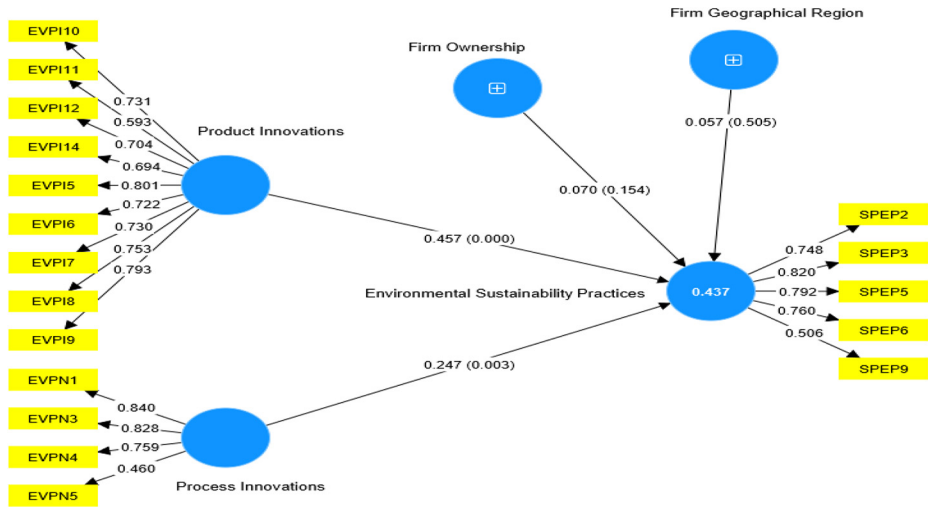 Firm Geographical Region
Firm Ownership
0.057 (0.505)
0.070 (0.154)
EVPI10
EVPI11
EVPI12
EVPI14
EVPI5
EVPI6
EVPI7
EVPI8
EVPI9
0.731
0.593
0.704
0.694
0.801
0.722
0.730
0.753
0.793
Product Innovations
0.457 (0.000)
Environmental Sustainability Practices
0.437
0.748
0.820
0.792
0.760
0.506
SPEP2
SPEP3
SPEP5
SPEP6
SPEP9
0.247 (0.003)
EVPN1
EVPN3
EVPN4
EVPN5
0.840
0.828
0.759
0.460
Process Innovations